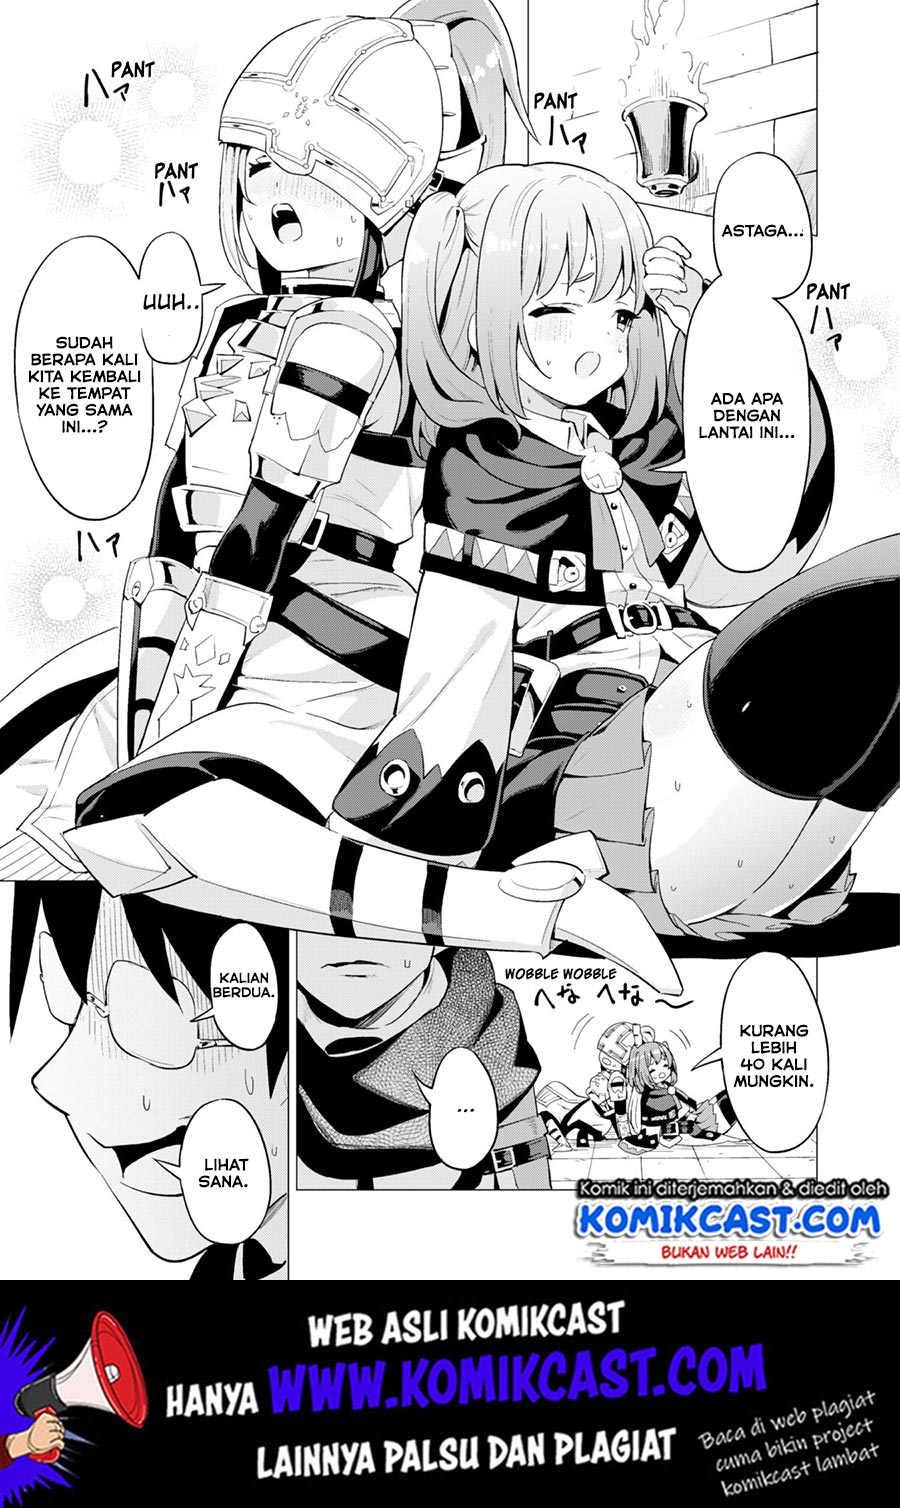 PANT
ハァ
PANT
ハァ
PANT
ハァ
ASTAGA...
ADA APA
DENGAN
LANTAI INI...
PANT
ハァ
UUH..
SUDAH
BERAPA KALI
KITA KEMBALI
KE TEMPAT
YANG SAMA
INI...?
ハァ
KURANG
LEBIH
40 KALI
MUNGKIN.
WOBBLE WOBBLE
へな へな〜
...
KALIAN
BERDUA.
LIHAT
SANA.
Komik ini diterjemahkan & diedit oleh
KOMIKCAST.COM
BUKAN WEB LAIN!!
WEB ASLI KOMIKCAST
HANYA WWW.KOMIKCAST.COM
LAINNYA PALSU DAN PLAGIAT
Baca di web plagiat
cuma bikin project
komikcast lambat